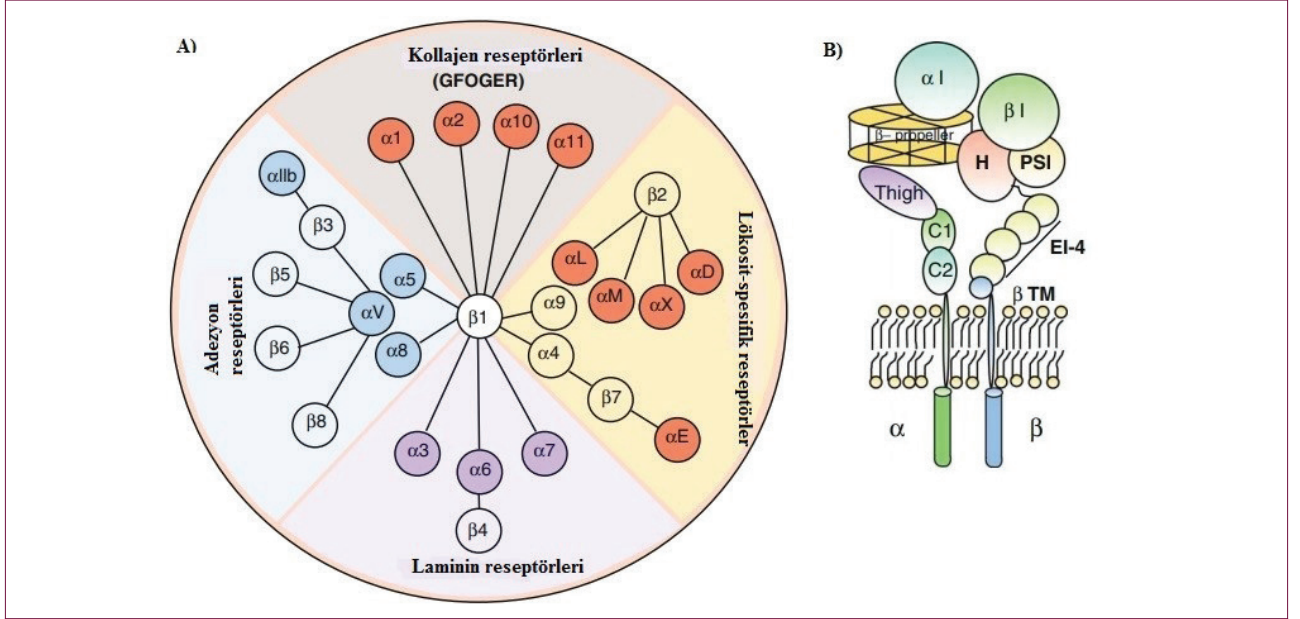 A)
Kollajen reseptörleri
(GFOGER)
α1
α2
α10
α11
αIIb
β3
β5
α5
αV
β6
α8
β8
Adezyon
reseptörleri
β1
β2
αL
αM
αX
αD
α9
α4
β7
αE
Lökosit-spesifik reseptörler
α3
α6
α7
β4
Laminin reseptörleri
B)
α I
β I
β– propeller
H
PSI
Thigh
C1
C2
EI-4
β TM
α
β